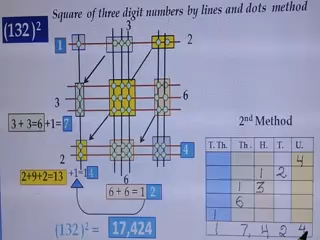 Square of three digit numbers by lines and dots method
(132)²
3
1
2
3
6
3 + 3=6+1=7
2nd Method
2
4
T. Th. Th. H. T. U.
4
1 2
2+9+2=13 +1=14
1 3
6 + 6 = 1 2
6
1
(132)² = 17,424
1 7, 4 2 4